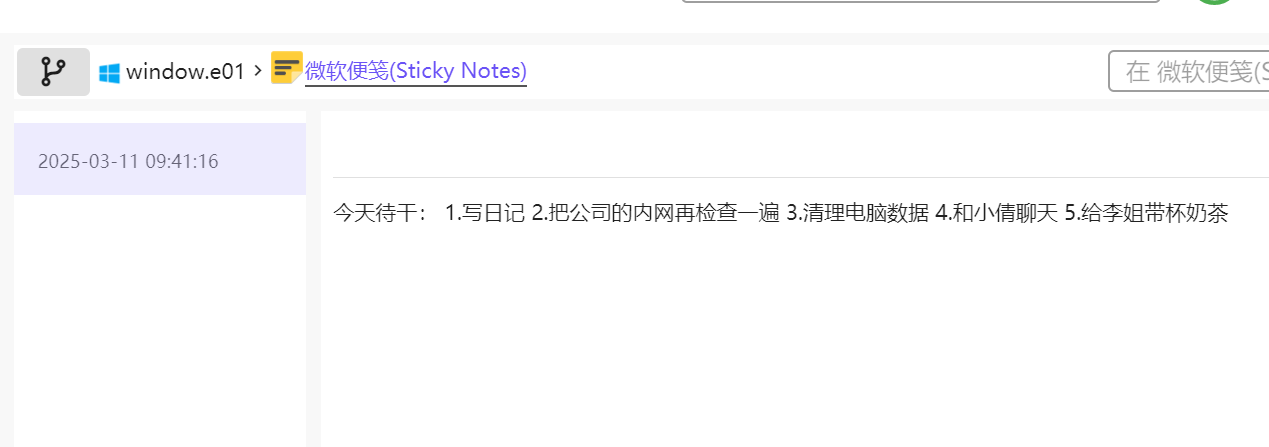 window.e01 > 微软便笺(Sticky Notes)
在 微软便笺(S
2025-03-11 09:41:16
今天待干： 1.写日记 2.把公司的内网再检查一遍 3.清理电脑数据 4.和小倩聊天 5.给李姐带杯奶茶